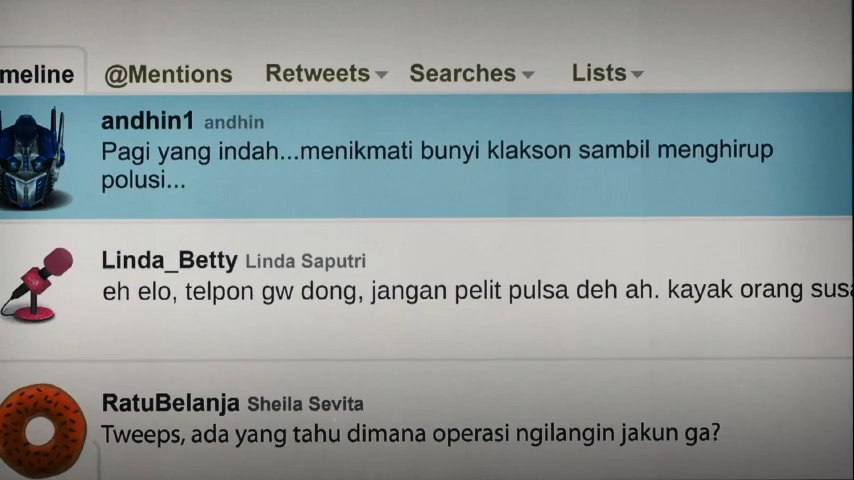 meline @Mentions Retweets Searches Lists
andhin1 andhin
Pagi yang indah...menikmati bunyi klakson sambil menghirup
polusi...
Linda_Betty Linda Saputri
eh elo, telpon gw dong, jangan pelit pulsa deh ah. kayak orang susa
RatuBelanja Sheila Sevita
Tweeps, ada yang tahu dimana operasi ngilangin jakun ga?